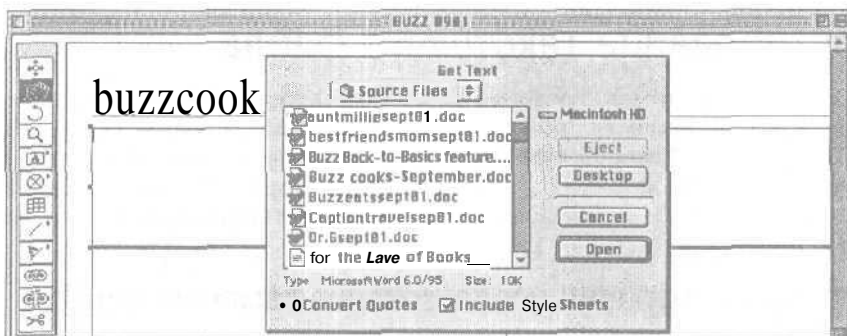 BUZZ 0901
Get Text
Source Files
buzzcook
auntmilliesept01.doc
Macintosh HD
bestfriendsmomsept01.doc
Eject
Buzz Back-to-Basics feature....
Buzz cooks-September.doc
Desktop
Buzzeatssept01.doc
Captiontravelsep01.doc
Cancel
Dr.Gsept01.doc
Open
for the Lave of Books
Type Microsoft Word 6.0/95 Size: 10K
Convert Quotes Include Style Sheets